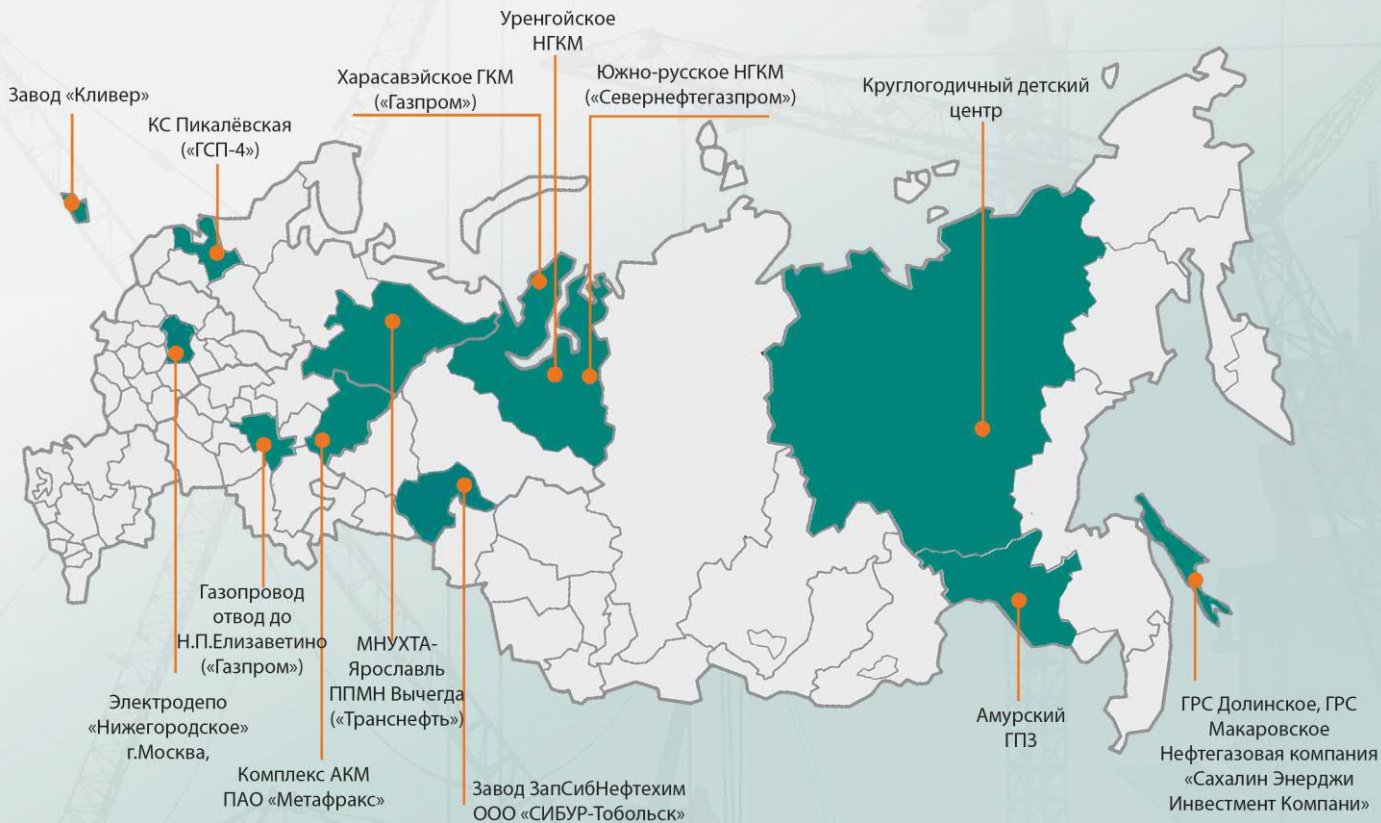 Уренгойское
НГКМ
Харасавэйское ГКМ
(«Газпром»)
Южно-русское НГКМ
(«Севернефтегазпром»)
Круглогодичный детский
центр
Завод «Кливер»
КС Пикалёвская
(«ГСП-4»)
Газопровод
отвод до
Н.П.Елизаветино
(«Газпром»)
Электродепо
«Нижегородское»
г.Москва,
МНУХТА-
Ярославль
ППМН Вычегда
(«Транснефть»)
Комплекс АКМ
ПАО «Метафракс»
Завод ЗапСибНефтехим
ООО «СИБУР-Тобольск»
Амурский
ГПЗ
ГРС Долинское, ГРС
Макаровское
Нефтегазовая компания
«Сахалин Энерджи
Инвестмент Компани»